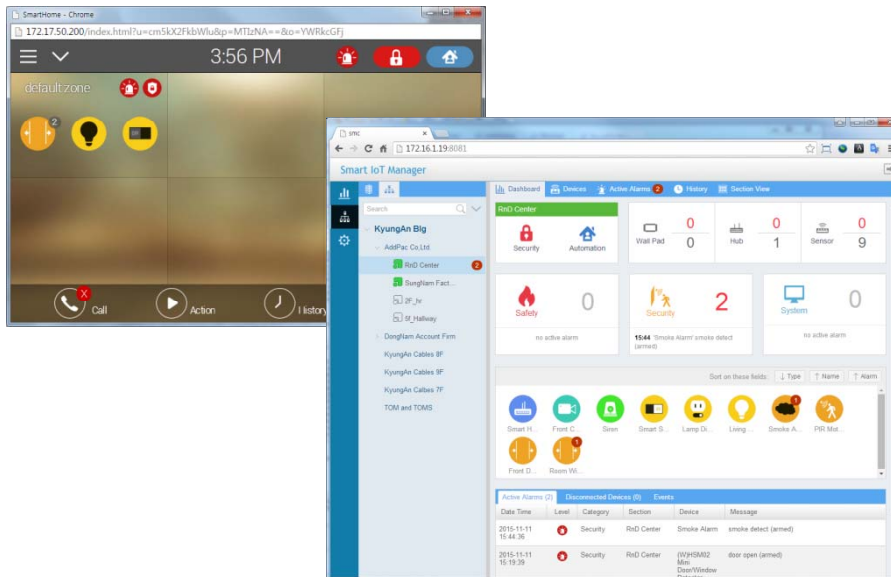 SmartHome - Chrome
172.17.50.200/index.html?u=cm5kX2FkbWlu&p=MTIzNA==&o=YWRkcGFj
3:56 PM
default zone
2
X
Call
Action
History
smc
172.16.1.19:8081
Smart IoT Manager
Search
KyungAn Blg
AddPac Co,Ltd.
RnD Center 2
SungNam Fact...
2F_hr
5f_Hallway
DongNam Account Firm
KyungAn Cables 8F
KyungAn Cables 9F
KyungAn Calbes 7F
TOM and TOMS
Dashboard Devices Active Alarms 2 History Section View
RnD Center
Security Automation
Wall Pad 0 0 Hub 0 1 Sensor 0 9
Safety 0
no active alarm
Security 2
15:44 'Smoke Alarm' smoke detect
(armed)
System 0
no active alarm
Sort on these fields: ↓ Type ↑ Name ↑ Alarm
1
Smart H... Front C... Siren Smart S... Lamp Di... Living ... Smoke A... PIR Mot...
1
Front D... Room Wi...
Active Alarms (2) Disconnected Devices (0) Events
Date Time Level Category Section Device Message
2015-11-11
15:44:36 Security RnD Center Smoke Alarm smoke detect (armed)
2015-11-11
15:19:39 Security RnD Center (W)HSM02
Mini
Door/Window
door open (armed)